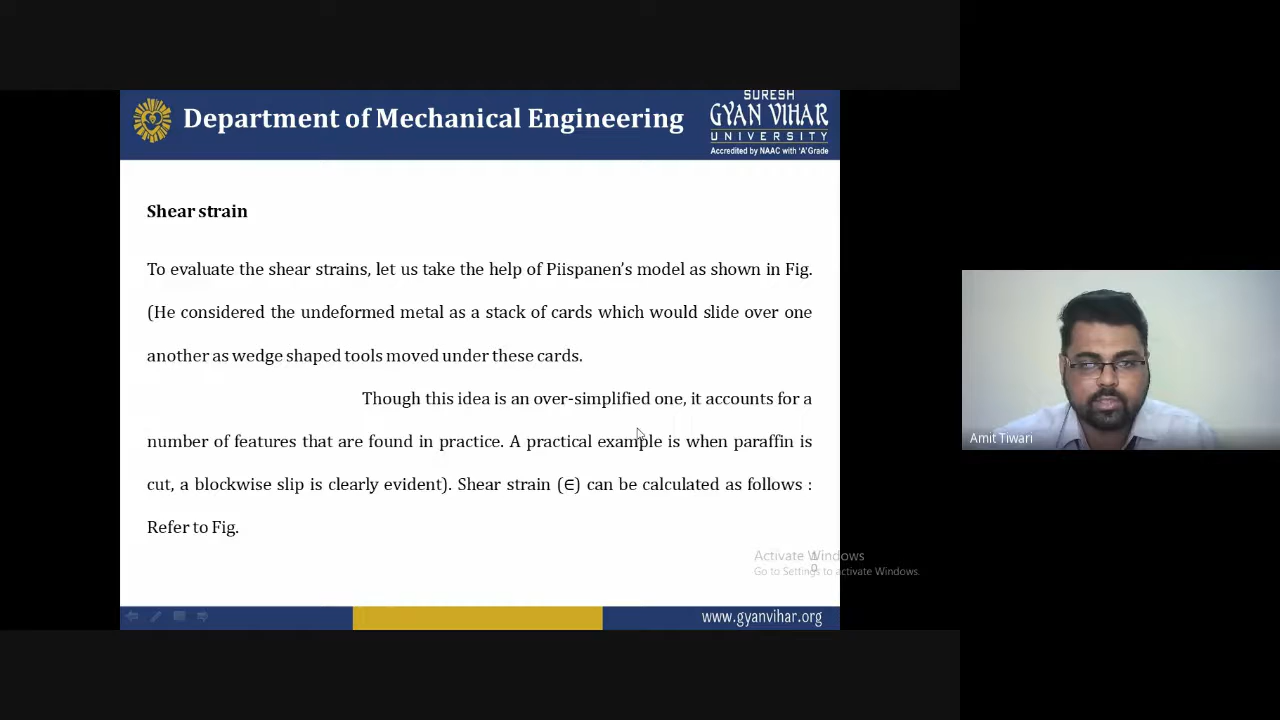 Department of Mechanical Engineering
SURESH
GYAN VIHAR
UNIVERSITY
Accredited by NAAC with 'A' Grade
Shear strain
To evaluate the shear strains, let us take the help of Piispanen's model as shown in Fig.
(He considered the undeformed metal as a stack of cards which would slide over one
another as wedge shaped tools moved under these cards.
Though this idea is an over-simplified one, it accounts for a
number of features that are found in practice. A practical example is when paraffin is
cut, a blockwise slip is clearly evident). Shear strain (∈) can be calculated as follows :
Refer to Fig.
Amit Tiwari
Activate Windows
Go to Settings to activate Windows.
10
www.gyanvihar.org